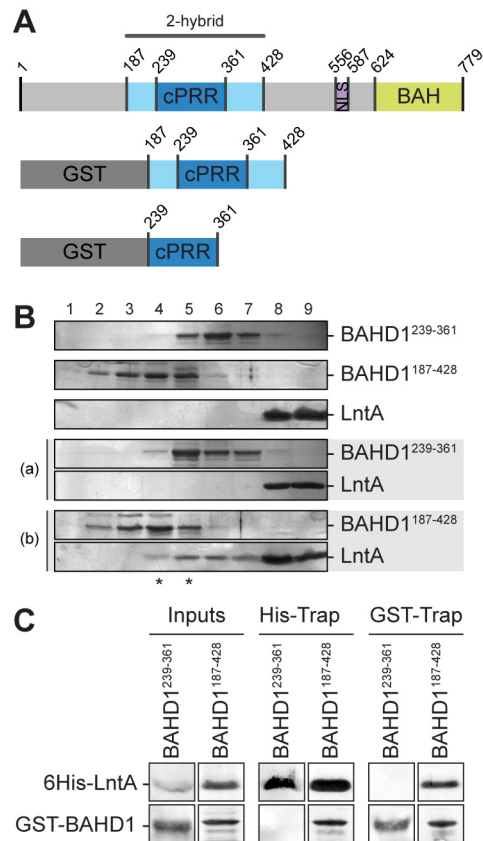 A
2-hybrid
1 187 239 361 428 556 587 624 779
cPRR NLS BAH
187 239 361 428
GST cPRR
239 361
GST cPRR
B
1 2 3 4 5 6 7 8 9
BAHD1239-361
BAHD1187-428
LntA
(a) BAHD1239-361
LntA
(b) BAHD1187-428
LntA
* *
C
Inputs His-Trap GST-Trap
BAHD1239-361 BAHD1187-428 BAHD1239-361 BAHD1187-428 BAHD1239-361 BAHD1187-428
6His-LntA
GST-BAHD1